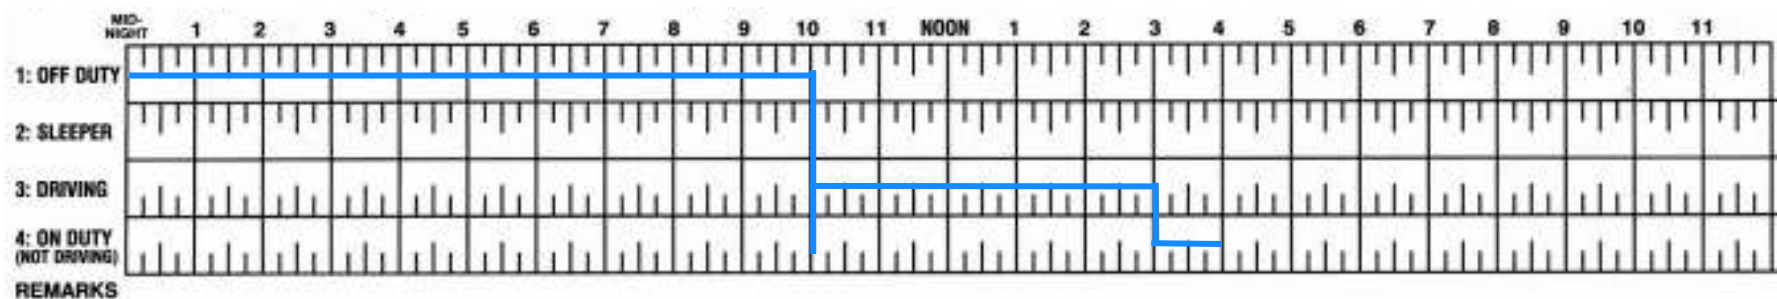 MID-
NIGHT 1 2 3 4 5 6 7 8 9 10 11 NOON 1 2 3 4 5 6 7 8 9 10 11
1: OFF DUTY
2: SLEEPER
3: DRIVING
4: ON DUTY
(NOT DRIVING)
REMARKS